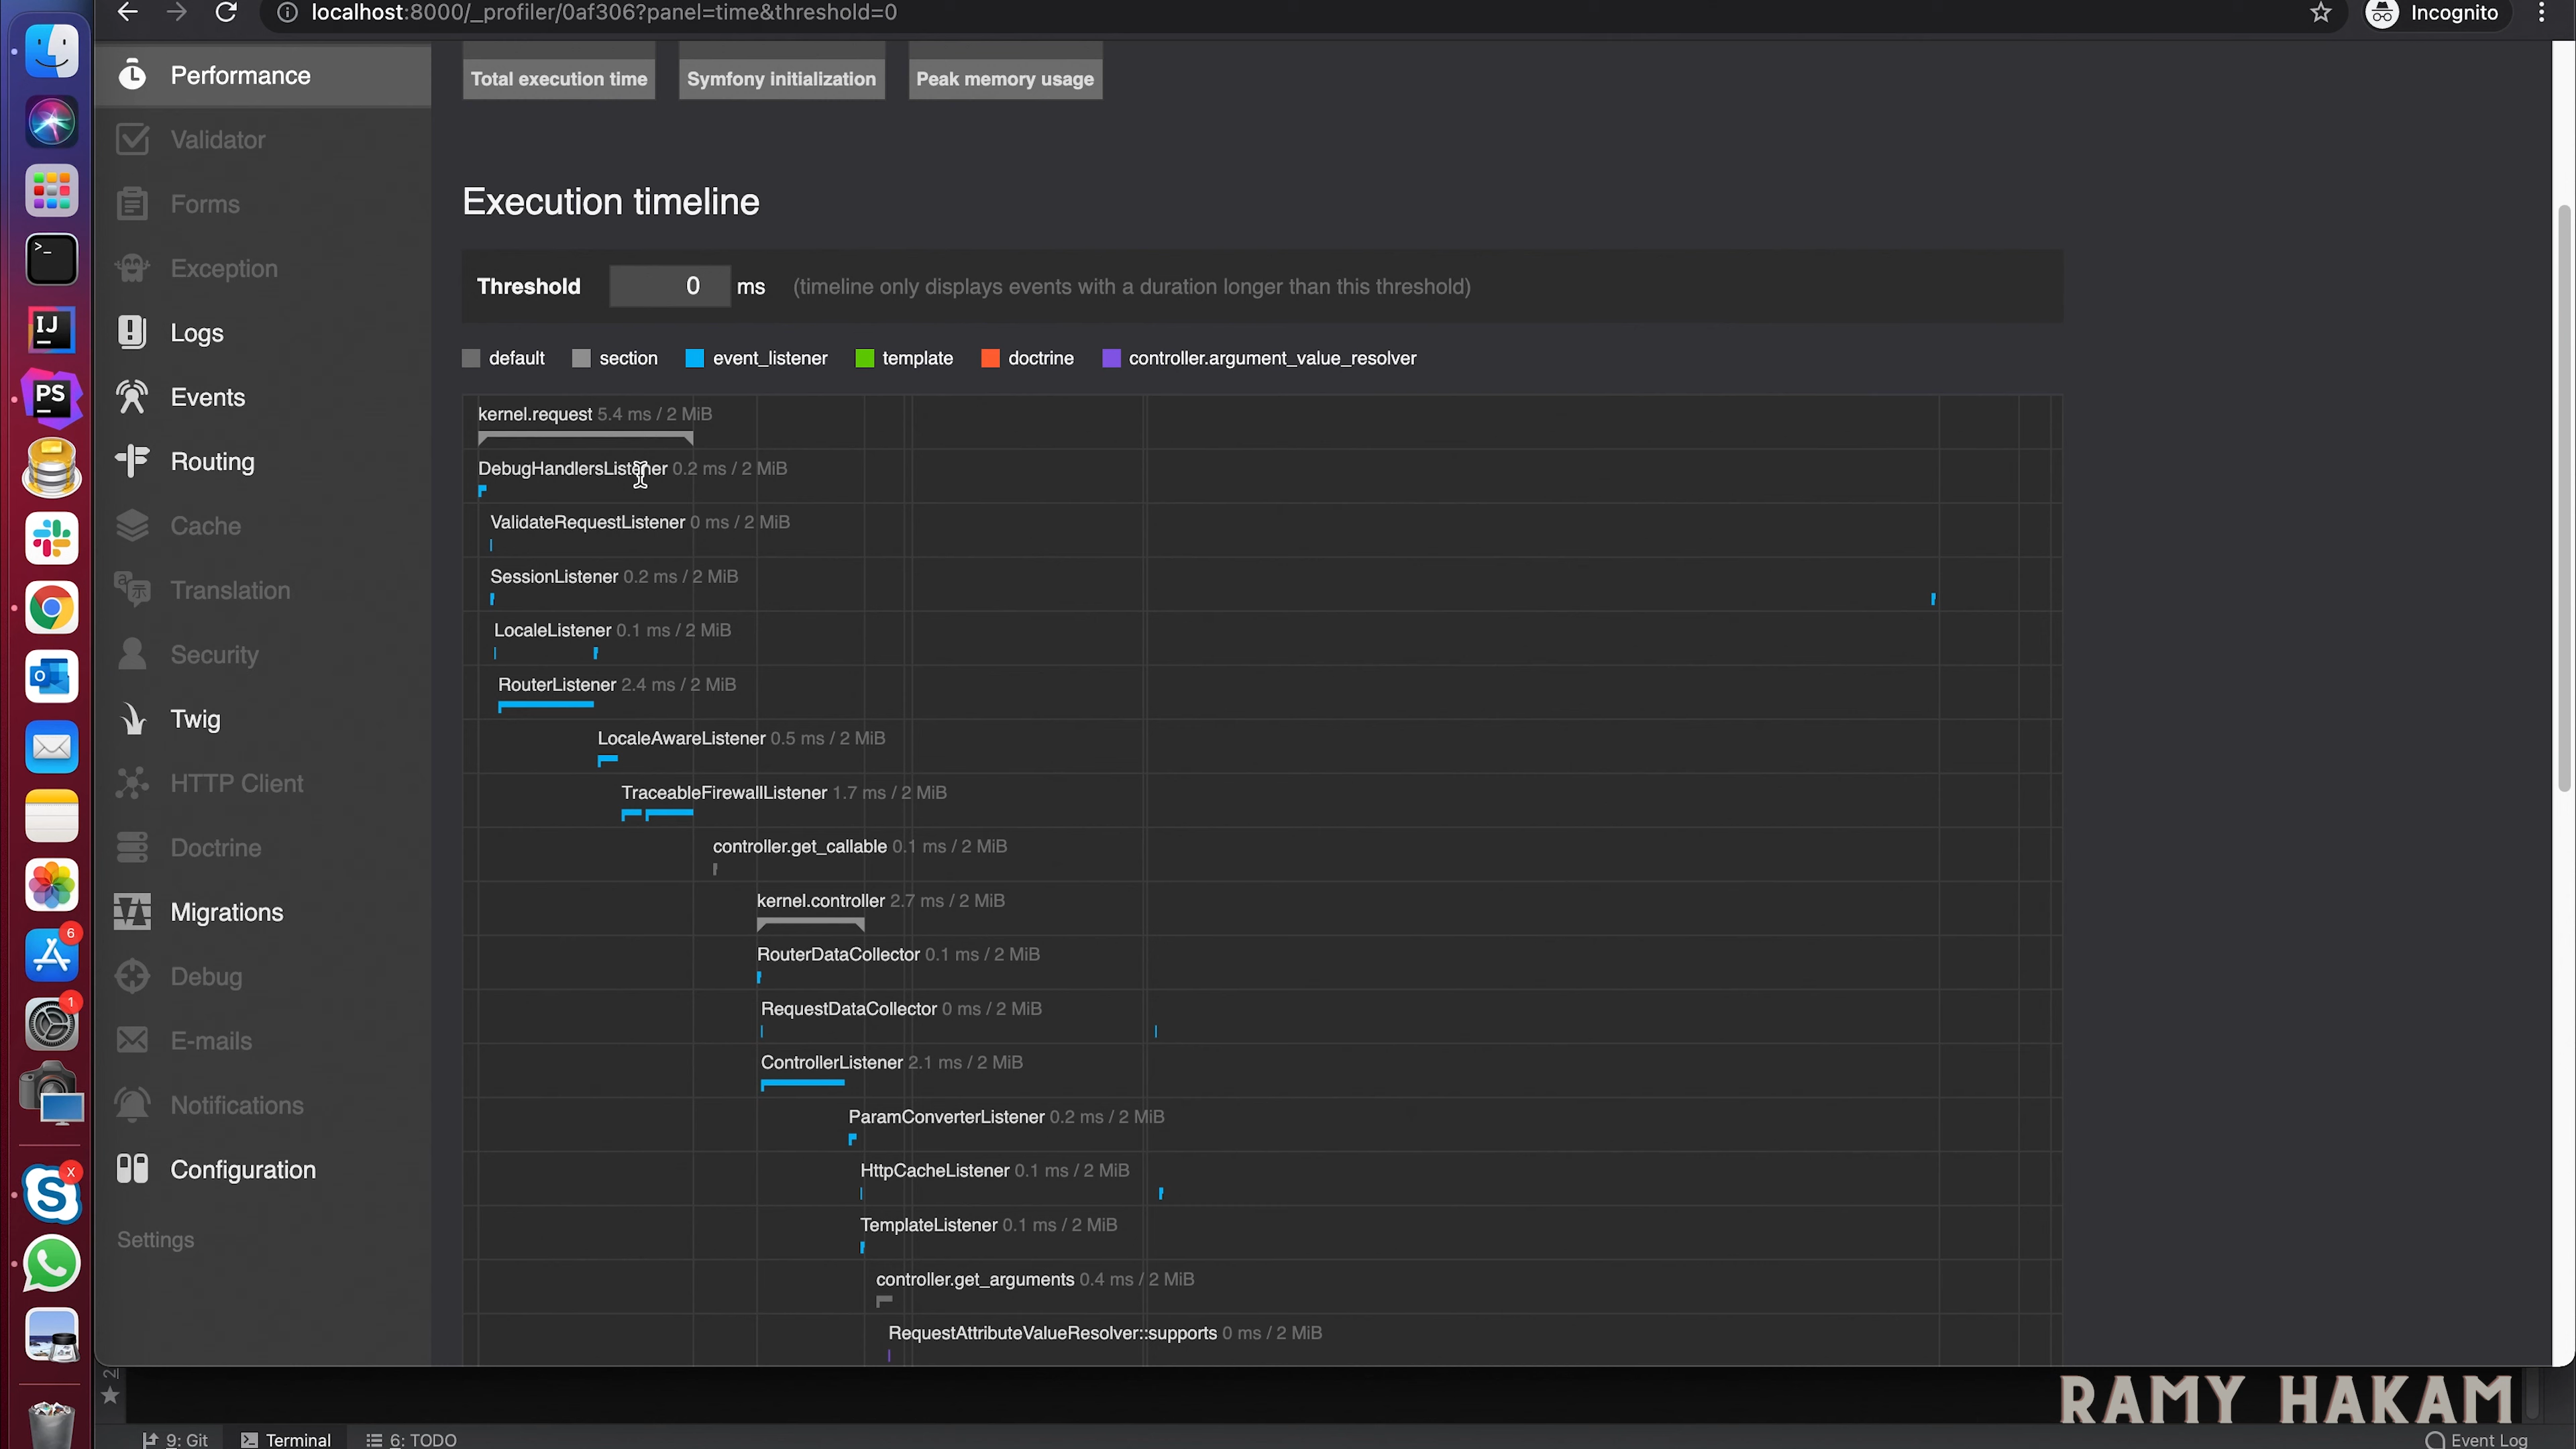 localhost:8000/_profiler/0af306?panel=time&threshold=0
Incognito
Performance
Total execution time
Symfony initialization
Peak memory usage
Validator
Forms
Exception
Logs
Events
Routing
Cache
Translation
Security
Twig
HTTP Client
Doctrine
Migrations
Debug
E-mails
Notifications
Configuration
Settings
Execution timeline
Threshold 0 ms (timeline only displays events with a duration longer than this threshold)
default section event_listener template doctrine controller.argument_value_resolver
kernel.request 5.4 ms / 2 MiB
DebugHandlersListener 0.2 ms / 2 MiB
ValidateRequestListener 0 ms / 2 MiB
SessionListener 0.2 ms / 2 MiB
LocaleListener 0.1 ms / 2 MiB
RouterListener 2.4 ms / 2 MiB
LocaleAwareListener 0.5 ms / 2 MiB
TraceableFirewallListener 1.7 ms / 2 MiB
controller.get_callable 0.1 ms / 2 MiB
kernel.controller 2.7 ms / 2 MiB
RouterDataCollector 0.1 ms / 2 MiB
RequestDataCollector 0 ms / 2 MiB
ControllerListener 2.1 ms / 2 MiB
ParamConverterListener 0.2 ms / 2 MiB
HttpCacheListener 0.1 ms / 2 MiB
TemplateListener 0.1 ms / 2 MiB
controller.get_arguments 0.4 ms / 2 MiB
RequestAttributeValueResolver::supports 0 ms / 2 MiB
IJ
PS
6
1
X
S
RAMY HAKAM
9: Git
Terminal
6: TODO
Event Log